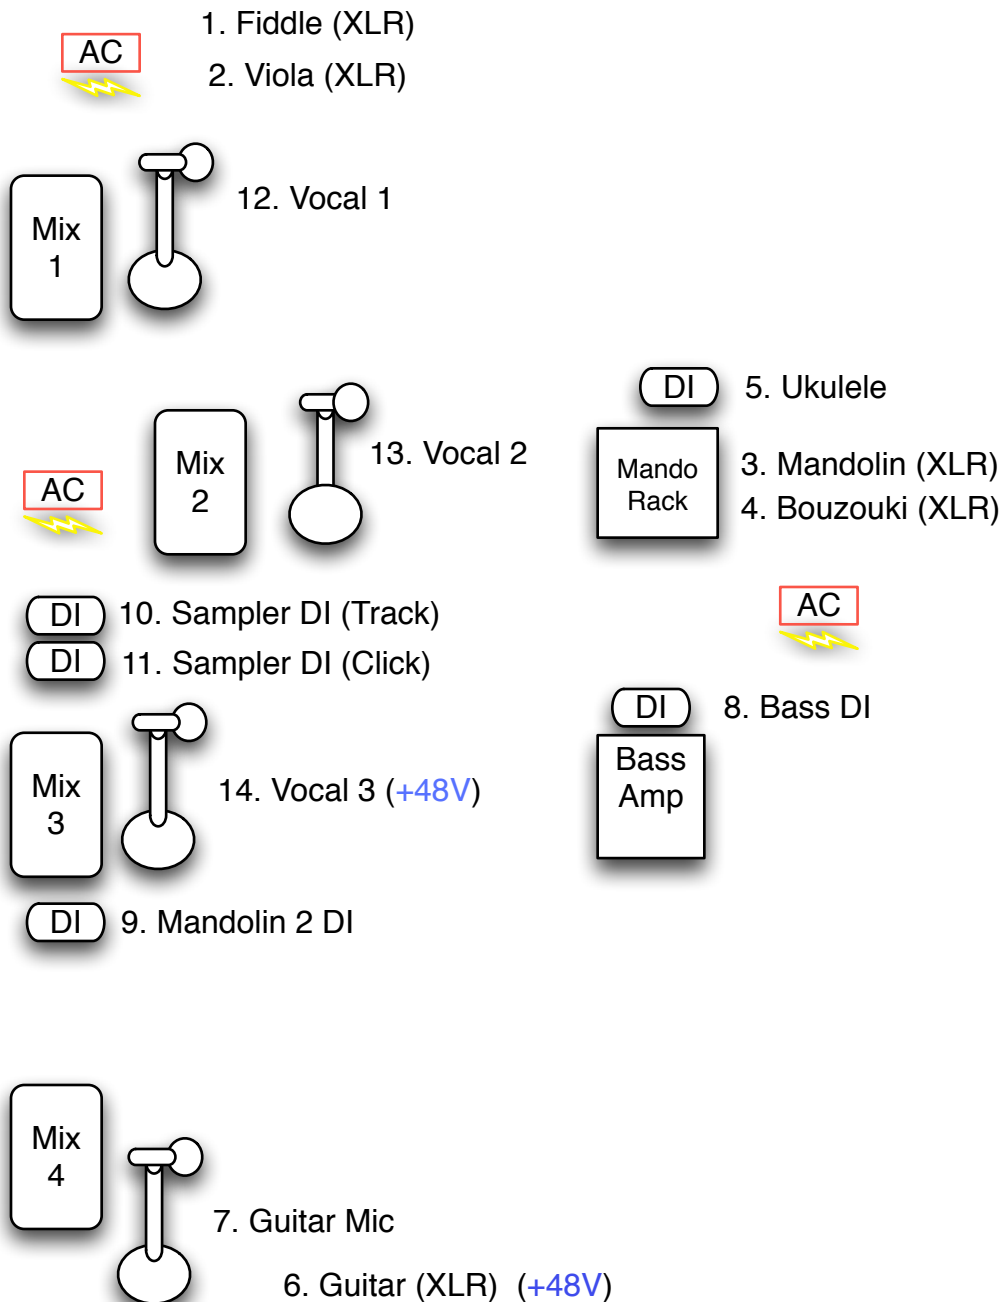 1. Fiddle (XLR)
AC
2. Viola (XLR)
Mix
1
12. Vocal 1
DI
5. Ukulele
Mix
2
13. Vocal 2
Mando
Rack
3. Mandolin (XLR)
4. Bouzouki (XLR)
AC
DI
10. Sampler DI (Track)
AC
DI
11. Sampler DI (Click)
DI
8. Bass DI
Bass
Amp
Mix
3
14. Vocal 3 (+48V)
DI
9. Mandolin 2 DI
Mix
4
7. Guitar Mic
6. Guitar (XLR) (+48V)